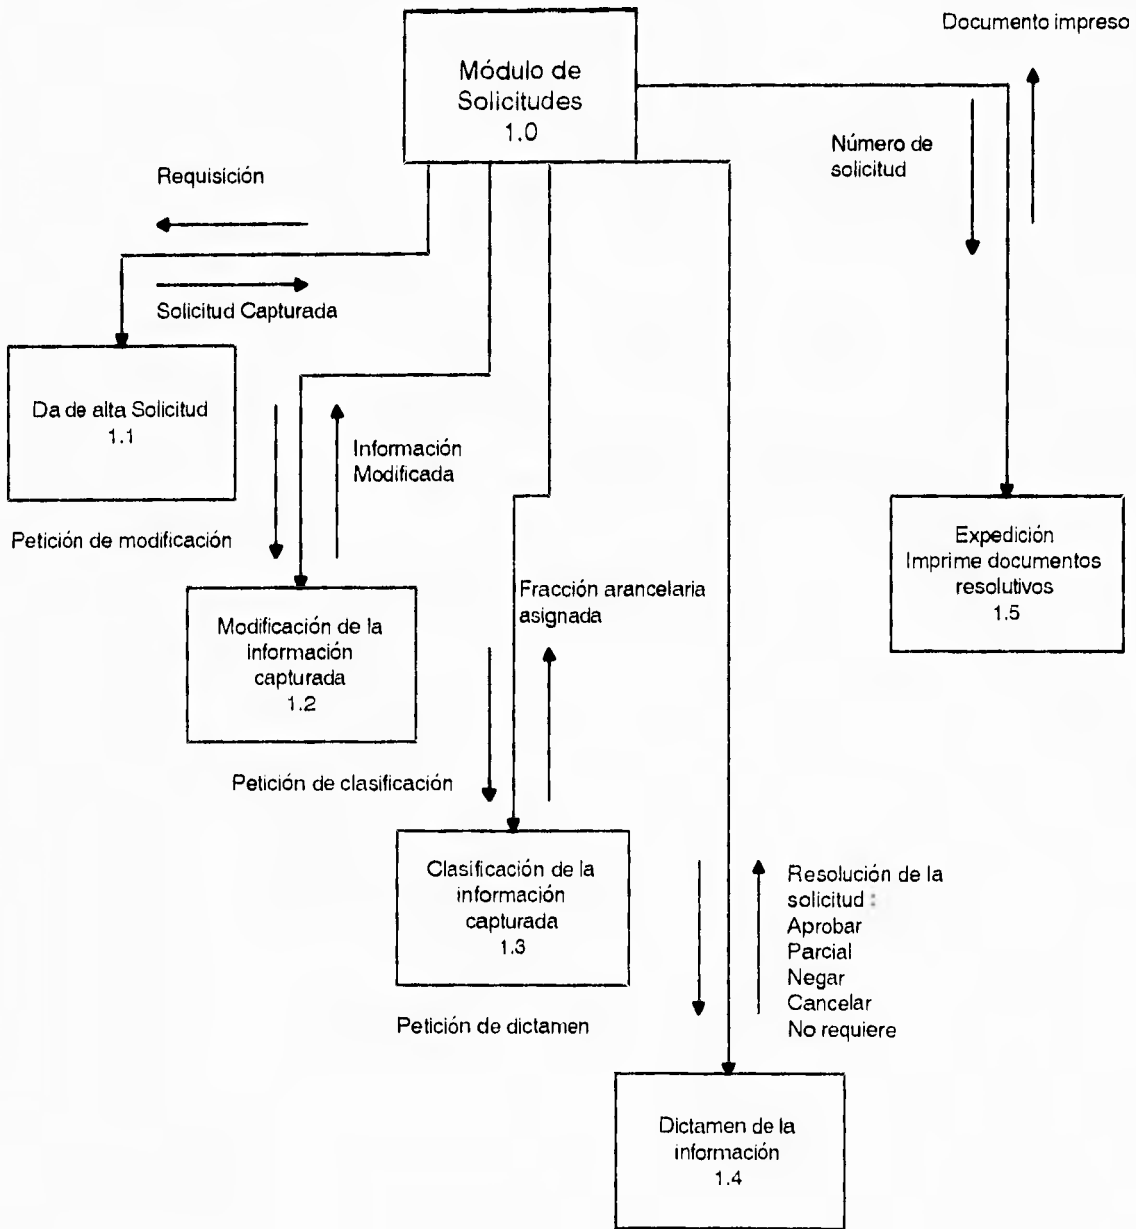 Documento impreso
Módulo de
Solicitudes
1.0
Número de
solicitud
Requisición
Solicitud Capturada
Da de alta Solicitud
1.1
Información
Modificada
Petición de modificación
Expedición
Imprime documentos
resolutivos
1.5
Fracción arancelaria
asignada
Modificación de la
información
capturada
1.2
Petición de clasificación
Clasificación de la
información
capturada
1.3
Resolución de la
solicitud :
Aprobar
Parcial
Negar
Cancelar
No requiere
Petición de dictamen
Dictamen de la
información
1.4